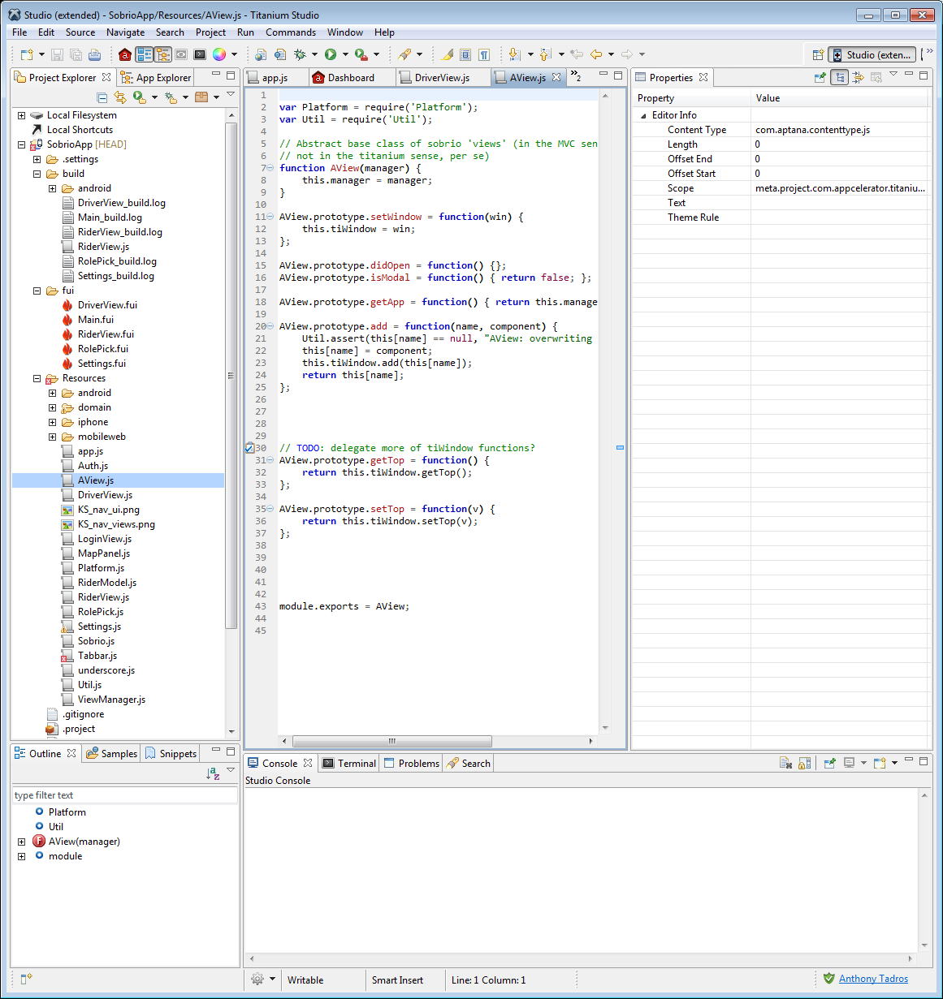 Studio (extended) - SobrioApp/Resources/AView.js - Titanium Studio
File Edit Source Navigate Search Project Run Commands Window Help
Studio (exten...
Project Explorer
App Explorer
Local Filesystem
Local Shortcuts
SobrioApp [HEAD]
.settings
build
android
DriverView_build.log
Main_build.log
RiderView_build.log
RiderView.js
RolePick_build.log
Settings_build.log
fui
DriverView.fui
Main.fui
RiderView.fui
RolePick.fui
Settings.fui
Resources
android
domain
iphone
mobileweb
app.js
Auth.js
AView.js
DriverView.js
KS_nav_ui.png
KS_nav_views.png
LoginView.js
MapPanel.js
Platform.js
RiderModel.js
RiderView.js
RolePick.js
Settings.js
Sobrio.js
Tabbar.js
underscore.js
Util.js
ViewManager.js
.gitignore
.project
app.js Dashboard DriverView.js AView.js »2
1
2 var Platform = require('Platform');
3 var Util = require('Util');
4
5 // Abstract base class of sobrio 'views' (in the MVC sen
6 // not in the titanium sense, per se)
7 function AView(manager) {
8 this.manager = manager;
9 }
10
11 AView.prototype.setWindow = function(win) {
12 this.tiWindow = win;
13 };
14
15 AView.prototype.didOpen = function() {};
16 AView.prototype.isModal = function() { return false; };
17
18 AView.prototype.getApp = function() { return this.manage
19
20 AView.prototype.add = function(name, component) {
21 Util.assert(this[name] == null, "AView: overwriting
22 this[name] = component;
23 this.tiWindow.add(this[name]);
24 return this[name];
25 };
26
27
28
29
30 // TODO: delegate more of tiWindow functions?
31 AView.prototype.getTop = function() {
32 return this.tiWindow.getTop();
33 };
34
35 AView.prototype.setTop = function(v) {
36 return this.tiWindow.setTop(v);
37 };
38
39
40
41
42
43 module.exports = AView;
44
45
Properties
Property Value
Editor Info
Content Type com.aptana.contenttype.js
Length 0
Offset End 0
Offset Start 0
Scope meta.project.com.appcelerator.titaniu...
Text
Theme Rule
Outline Samples Snippets
type filter text
Platform
Util
AView(manager)
module
Console Terminal Problems Search
Studio Console
Writable Smart Insert Line: 1 Column: 1 Anthony Tadros